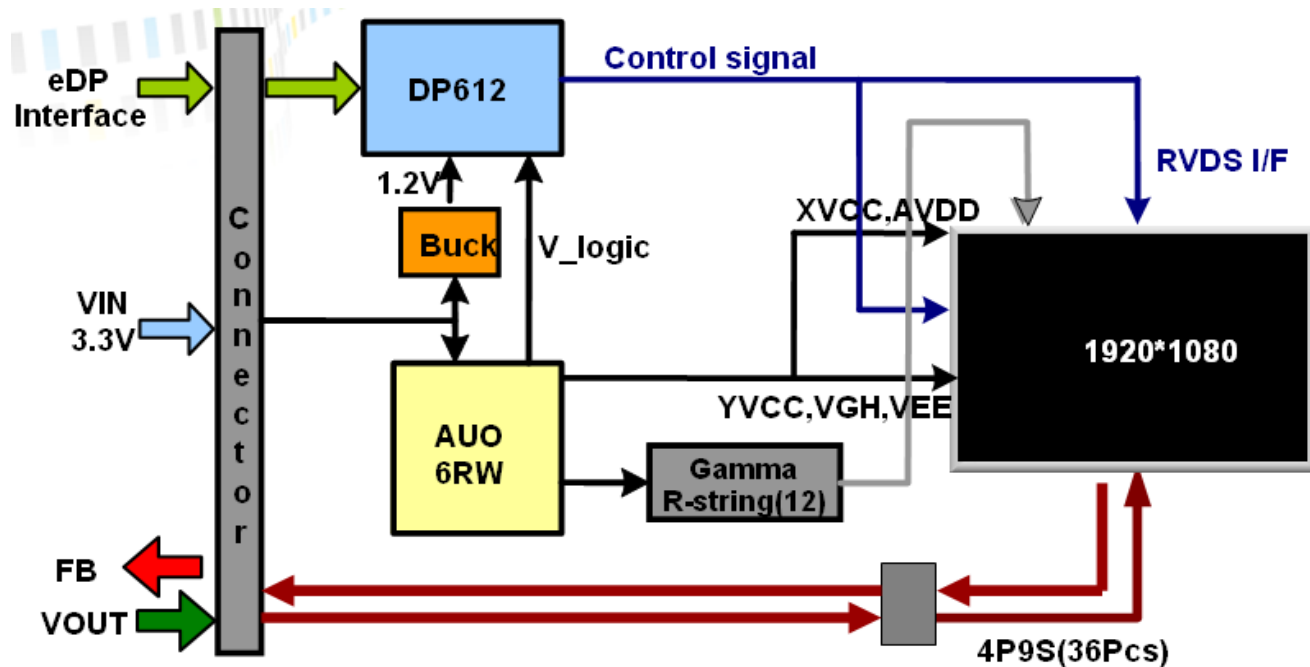 eDP
Interface
DP612
Control signal
RVDS I/F
1.2V
XVCC,AVDD
Connector
Buck
V_logic
VIN
3.3V
1920*1080
YVCC,VGH,VEE
AUO
6RW
Gamma
R-string(12)
FB
VOUT
4P9S(36Pcs)